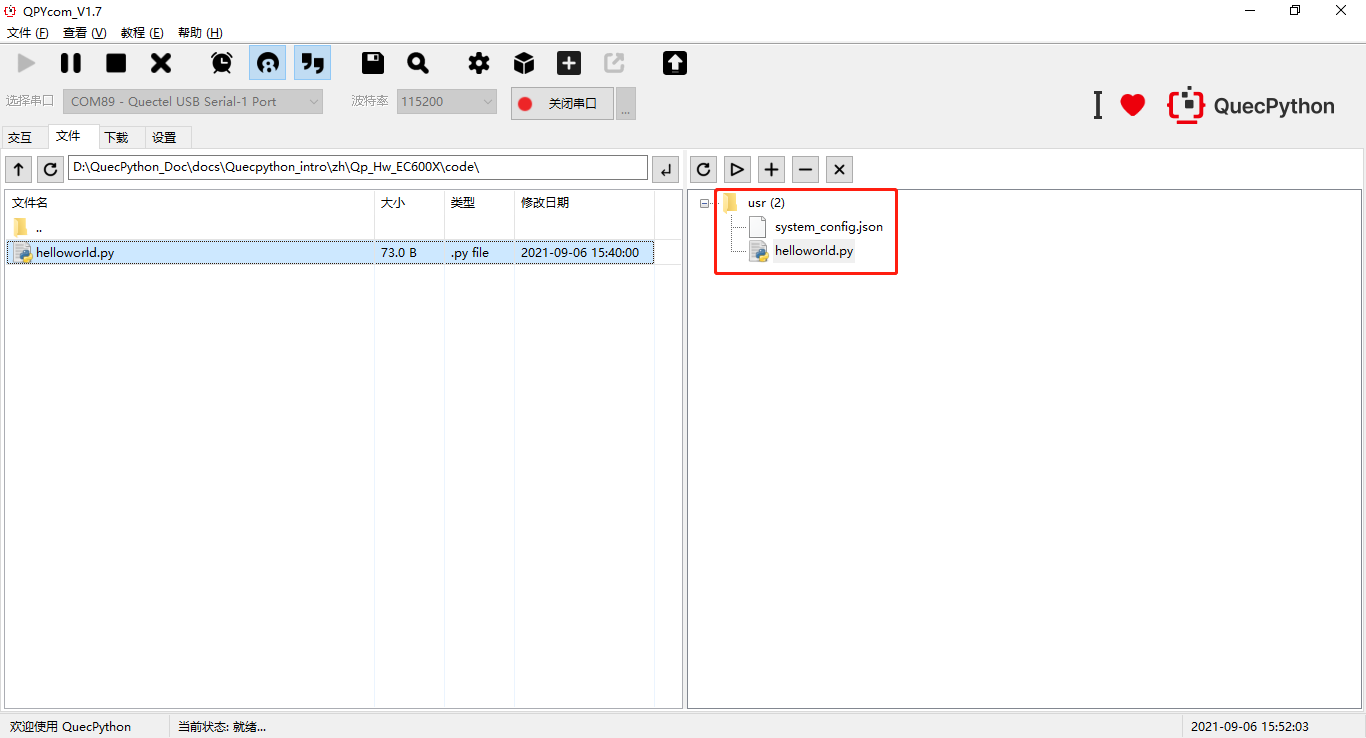 QPYcom_V1.7
文件 (F) 查看 (V) 教程 (E) 帮助 (H)
选择串口 COM89 - Quectel USB Serial-1 Port 波特率 115200 关闭串口 ... QuecPython
交互 文件 下载 设置
D:\QuecPython_Doc\docs\Quecpython_intro\zh\Qp_Hw_EC600X\code\
文件名 大小 类型 修改日期
..
helloworld.py 73.0 B .py file 2021-09-06 15:40:00
usr (2)
system_config.json
helloworld.py
欢迎使用 QuecPython 当前状态: 就绪... 2021-09-06 15:52:03